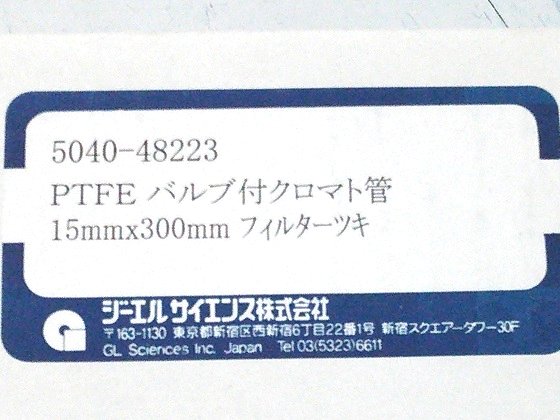 5040-48223
PTFE バルブ付クロマト管
15mmx300mm フィルターツキ
ジーエル サイエンス株式会社
〒163-1130 東京都新宿区西新宿6丁目22番1号 新宿スクエアータワー30F
GL Sciences Inc. Japan Tel 03(5323)6611